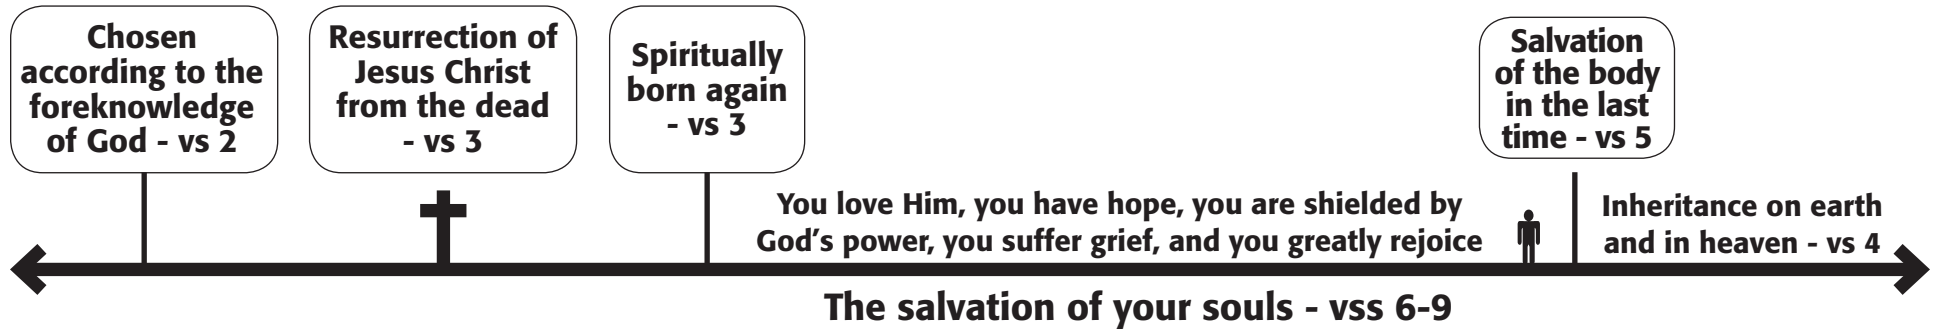 Chosen
according to the
foreknowledge
of God - vs 2
Resurrection of
Jesus Christ
from the dead
- vs 3
Spiritually
born again
- vs 3
Salvation
of the body
in the last
time - vs 5
You love Him, you have hope, you are shielded by
God's power, you suffer grief, and you greatly rejoice
Inheritance on earth
and in heaven - vs 4
The salvation of your souls - vss 6-9